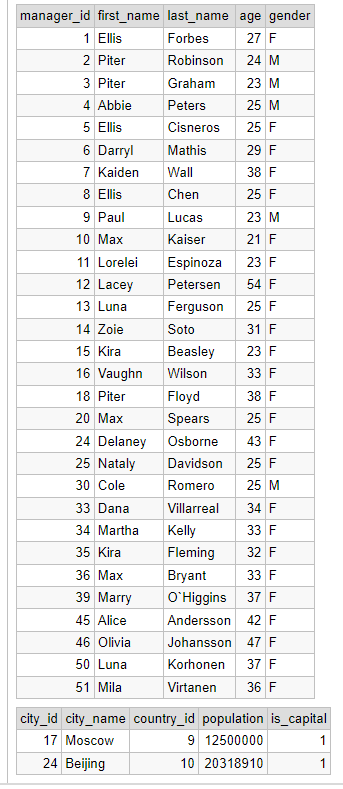 manager_id first_name last_name age gender
1 Ellis Forbes 27 F
2 Piter Robinson 24 M
3 Piter Graham 23 M
4 Abbie Peters 25 M
5 Ellis Cisneros 25 F
6 Darryl Mathis 29 F
7 Kaiden Wall 38 F
8 Ellis Chen 25 F
9 Paul Lucas 23 M
10 Max Kaiser 21 F
11 Lorelei Espinoza 23 F
12 Lacey Petersen 54 F
13 Luna Ferguson 25 F
14 Zoie Soto 31 F
15 Kira Beasley 23 F
16 Vaughn Wilson 33 F
18 Piter Floyd 38 F
20 Max Spears 25 F
24 Delaney Osborne 43 F
25 Nataly Davidson 25 F
30 Cole Romero 25 M
33 Dana Villarreal 34 F
34 Martha Kelly 33 F
35 Kira Fleming 32 F
36 Max Bryant 33 F
39 Marry O`Higgins 37 F
45 Alice Andersson 42 F
46 Olivia Johansson 47 F
50 Luna Korhonen 37 F
51 Mila Virtanen 36 F
city_id city_name country_id population is_capital
17 Moscow 9 12500000 1
24 Beijing 10 20318910 1